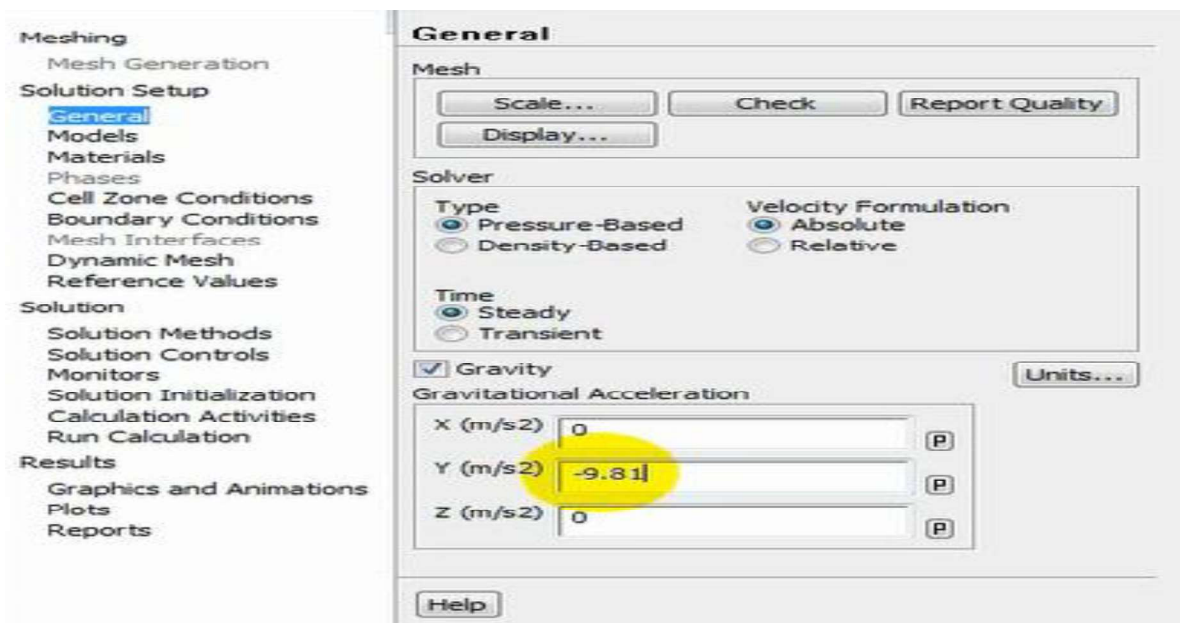 Meshing
Mesh Generation
Solution Setup
General
Models
Materials
Phases
Cell Zone Conditions
Boundary Conditions
Mesh Interfaces
Dynamic Mesh
Reference Values
Solution
Solution Methods
Solution Controls
Monitors
Solution Initialization
Calculation Activities
Run Calculation
Results
Graphics and Animations
Plots
Reports
General
Mesh
Scale... Check Report Quality
Display...
Solver
Type Velocity Formulation
Pressure-Based Absolute
Density-Based Relative
Time
Steady
Transient
Gravity Units...
Gravitational Acceleration
X (m/s2) 0 P
Y (m/s2) -9.81 P
Z (m/s2) 0 P
Help